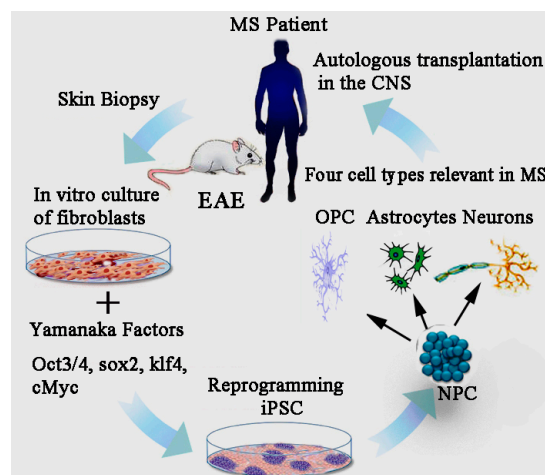 MS Patient
Autologous transplantation
in the CNS
Skin Biopsy
EAE
Four cell types relevant in MS
In vitro culture
of fibroblasts
OPC Astrocytes Neurons
Yamanaka Factors
Oct3/4, sox2, klf4,
cMyc
Reprogramming
iPSC
NPC